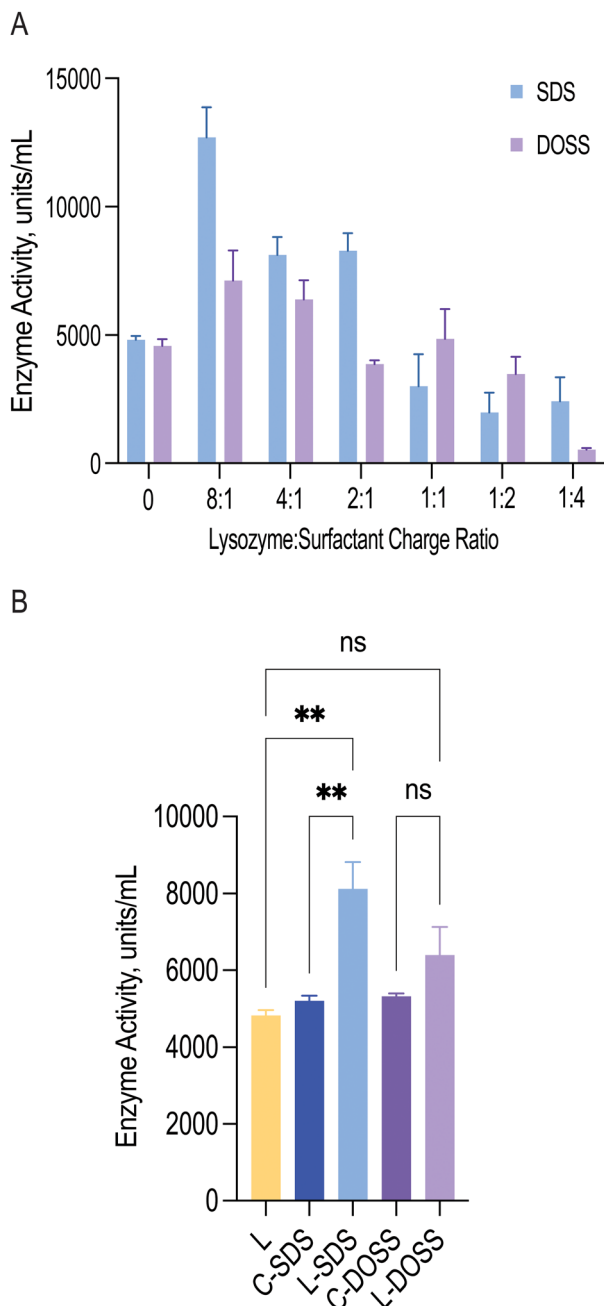 A
15000
10000
5000
0
Enzyme Activity, units/mL
SDS
DOSS
0 8:1 4:1 2:1 1:1 1:2 1:4
Lysozyme:Surfactant Charge Ratio
B
ns
**
** ns
10000
8000
6000
4000
2000
0
Enzyme Activity, units/mL
L C-SDS L-SDS C-DOSS L-DOSS